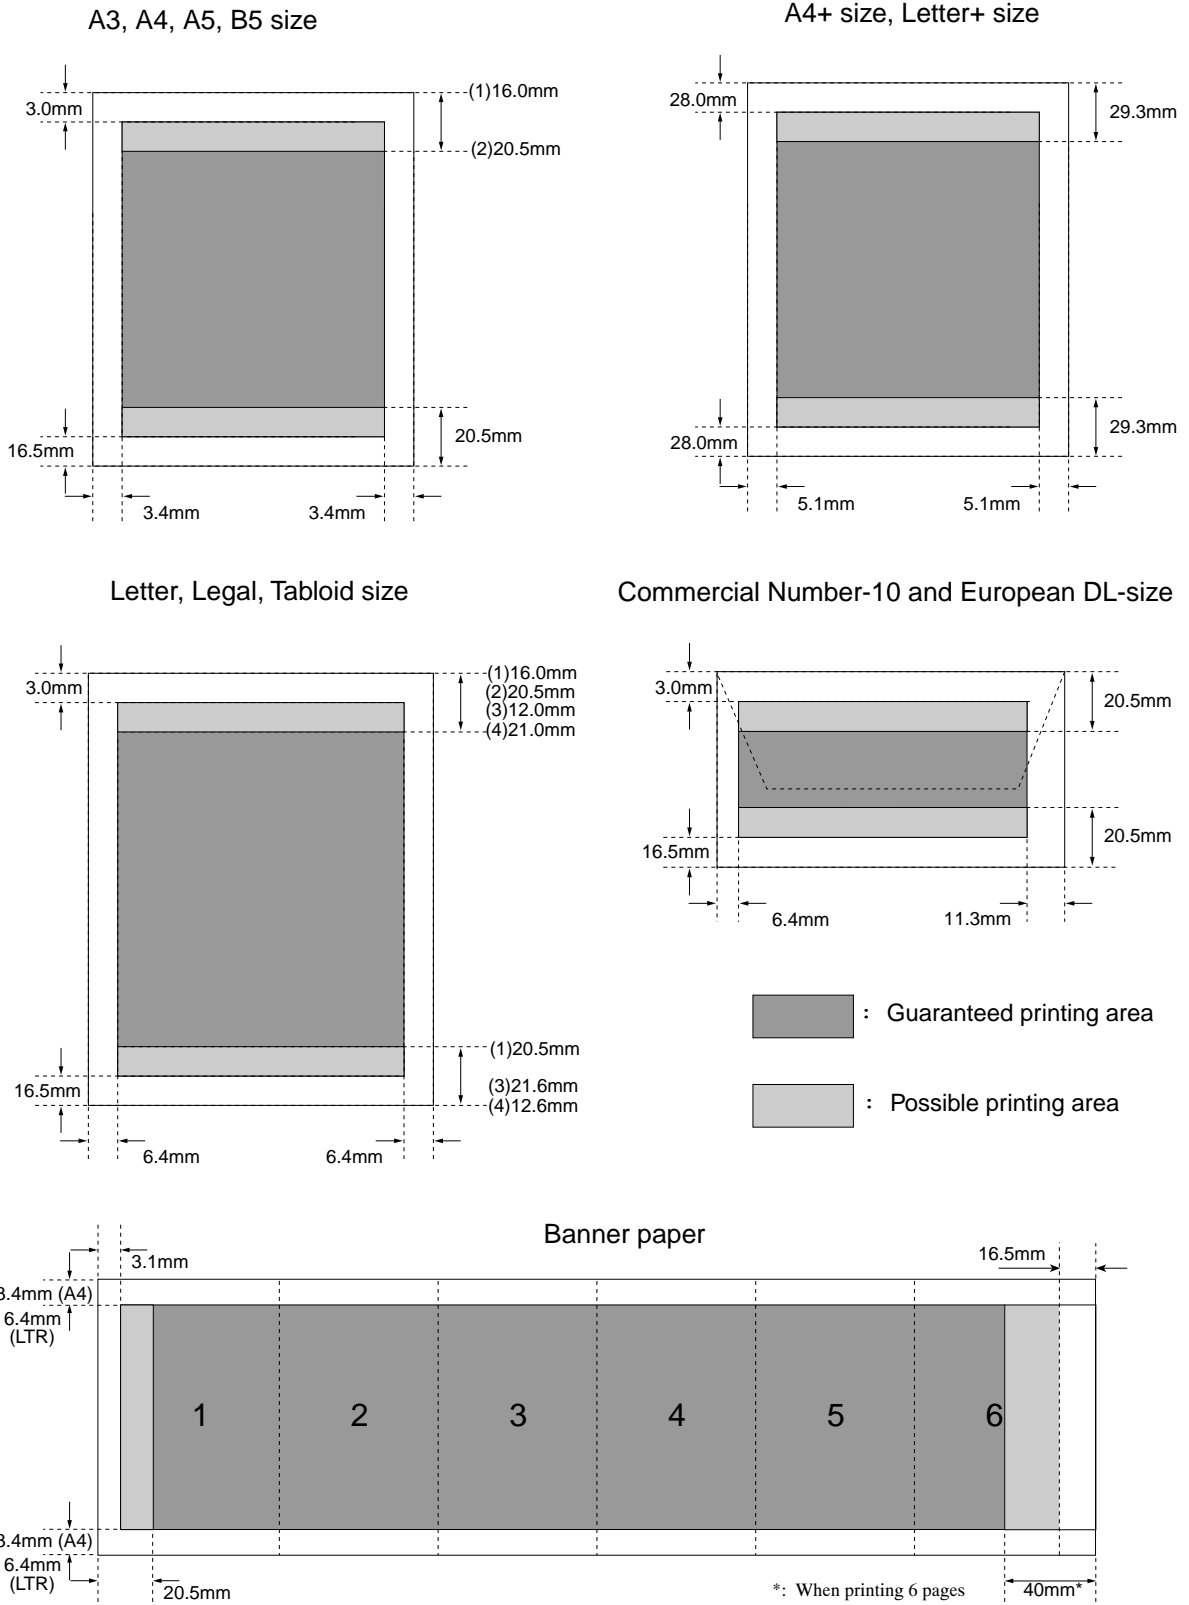 A3, A4, A5, B5 size
3.0mm
(1)16.0mm
(2)20.5mm
16.5mm
20.5mm
3.4mm 3.4mm
A4+ size, Letter+ size
28.0mm
29.3mm
28.0mm
29.3mm
5.1mm 5.1mm
Letter, Legal, Tabloid size
3.0mm
(1)16.0mm
(2)20.5mm
(3)12.0mm
(4)21.0mm
16.5mm
(1)20.5mm
(3)21.6mm
(4)12.6mm
6.4mm 6.4mm
Commercial Number-10 and European DL-size
3.0mm
20.5mm
16.5mm
20.5mm
6.4mm 11.3mm
: Guaranteed printing area
: Possible printing area
Banner paper
3.1mm
16.5mm
3.4mm (A4)
6.4mm
(LTR)
1 2 3 4 5 6
3.4mm (A4)
6.4mm
(LTR)
20.5mm
*: When printing 6 pages
40mm*